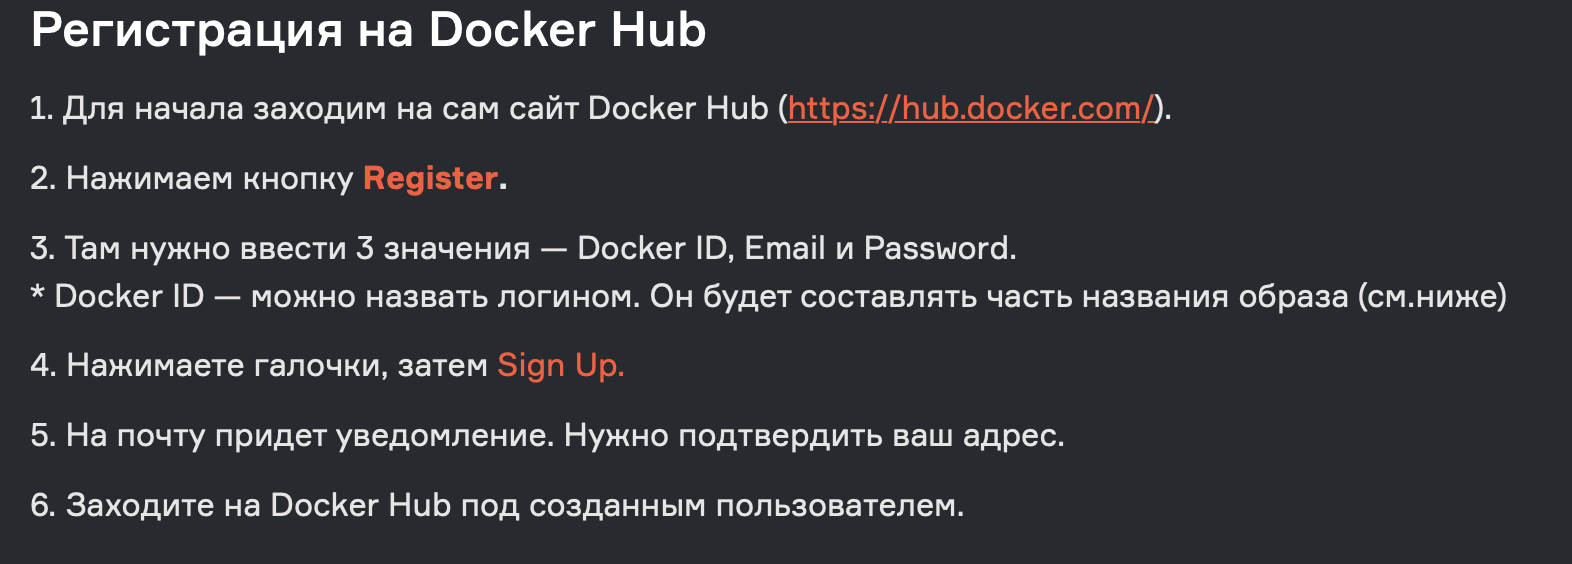 Регистрация на Docker Hub
1. Для начала заходим на сам сайт Docker Hub (https://hub.docker.com/).
2. Нажимаем кнопку Register.
3. Там нужно ввести 3 значения — Docker ID, Email и Password.
* Docker ID — можно назвать логином. Он будет составлять часть названия образа (см.ниже)
4. Нажимаете галочки, затем Sign Up.
5. На почту придет уведомление. Нужно подтвердить ваш адрес.
6. Заходите на Docker Hub под созданным пользователем.